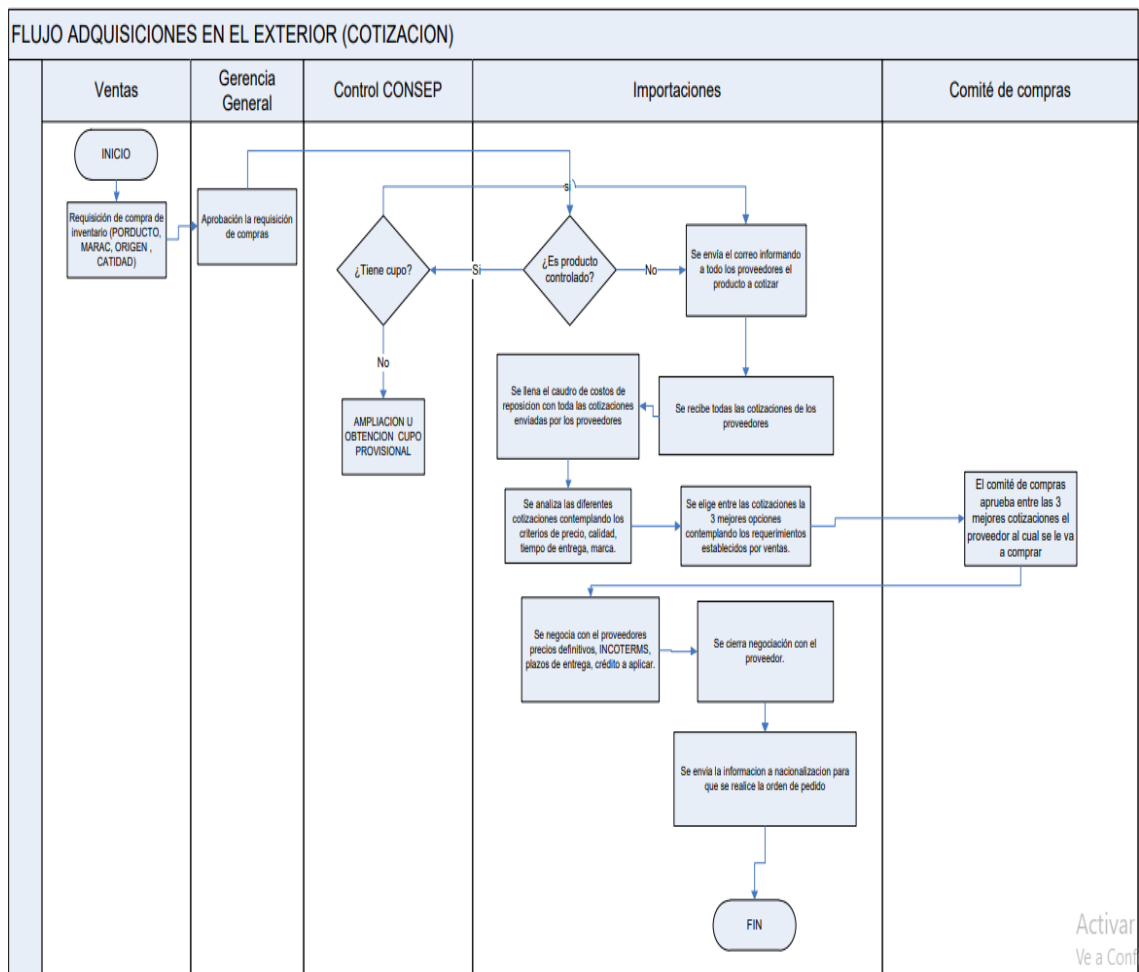 FLUJO ADQUISICIONES EN EL EXTERIOR (COTIZACION)
Ventas
Gerencia
General
Control CONSEP
Importaciones
Comité de compras
INICIO
Requisición de compra de
inventario (PORDUCTO,
MARAC, ORIGEN ,
CATIDAD)
Aprobación la requisición
de compras
si
¿Tiene cupo?
Si
¿Es producto
controlado?
No
Se envía el correo informando
a todo los proveedores el
producto a cotizar
No
AMPLIACION U
OBTENCION CUPO
PROVISIONAL
Se llena el caudro de costos de
reposicion con toda las cotizaciones
enviadas por los proveedores
Se recibe todas las cotizaciones de los
proveedores
Se analiza las diferentes
cotizaciones contemplando los
criterios de precio, calidad,
tiempo de entrega, marca.
Se elige entre las cotizaciones la
3 mejores opciones
contemplando los requerimientos
establecidos por ventas.
El comité de compras
aprueba entre las 3
mejores cotizaciones el
proveedor al cual se le va
a comprar
Se negocia con el proveedores
precios definitivos, INCOTERMS,
plazos de entrega, crédito a aplicar.
Se cierra negociación con el
proveedor.
Se envia la informacion a nacionalizacion para
que se realice la orden de pedido
FIN
Activar
Ve a Conf